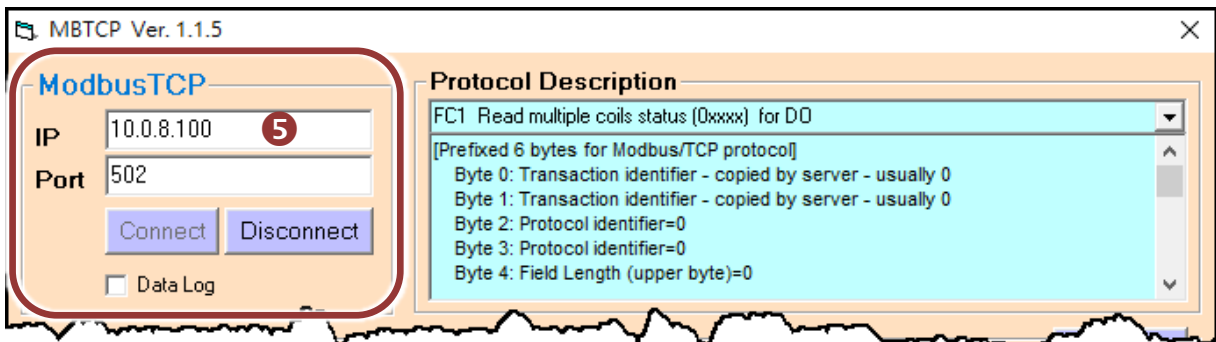 MBTCP Ver. 1.1.5
ModbusTCP
IP 10.0.8.100 5
Port 502
Connect Disconnect
Data Log
Protocol Description
FC1 Read multiple coils status (0xxxx) for DO
[Prefixed 6 bytes for Modbus/TCP protocol]
Byte 0: Transaction identifier - copied by server - usually 0
Byte 1: Transaction identifier - copied by server - usually 0
Byte 2: Protocol identifier=0
Byte 3: Protocol identifier=0
Byte 4: Field Length (upper byte)=0